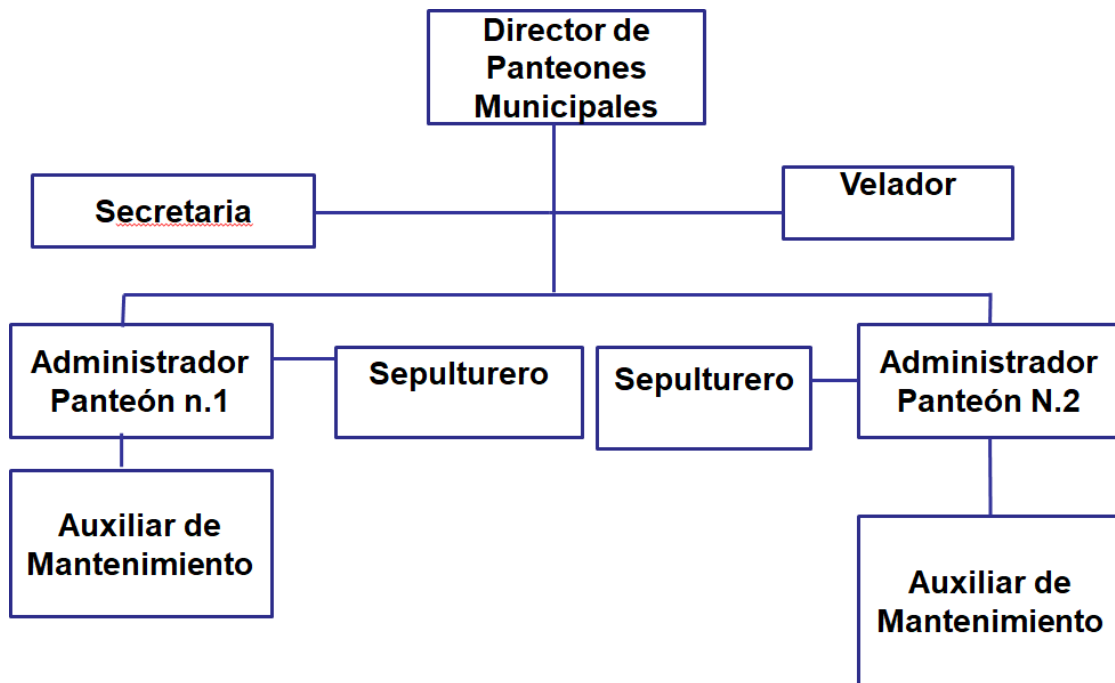 Director de
Panteones
Municipales
Secretaria
Velador
Administrador
Panteón n.1
Sepulturero
Sepulturero
Administrador
Panteón N.2
Auxiliar de
Mantenimiento
Auxiliar de
Mantenimiento